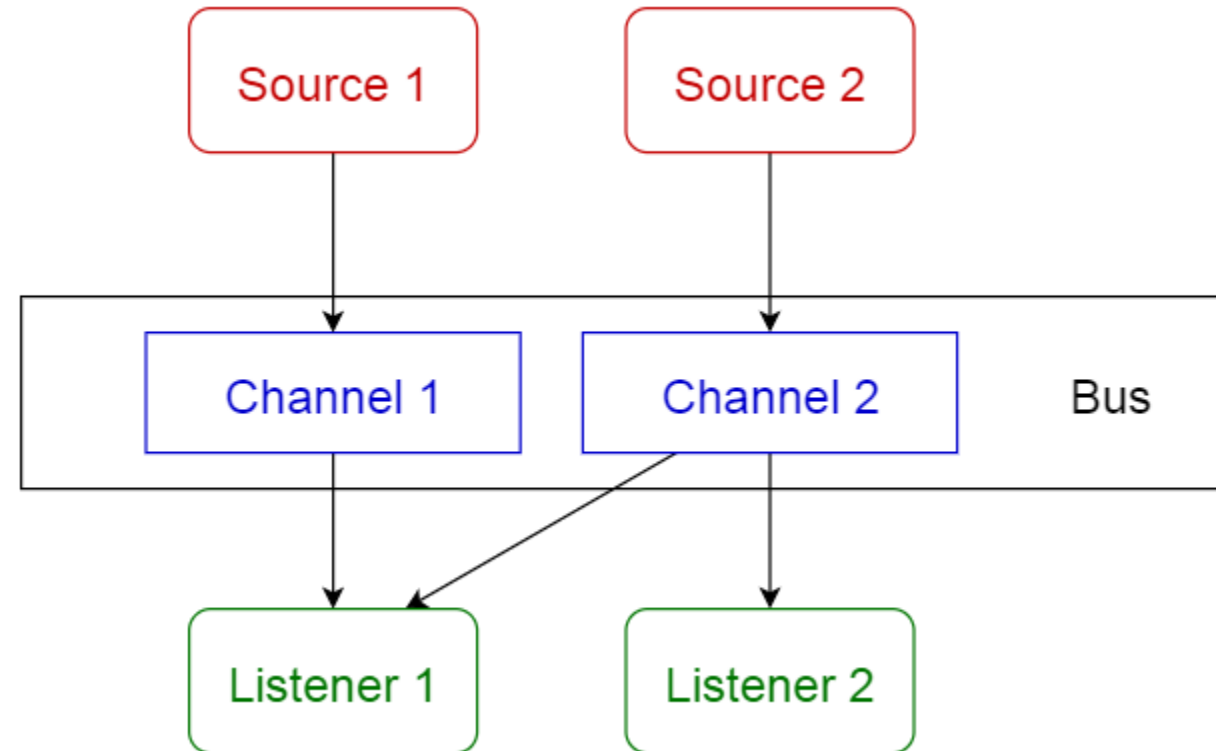 Source 1
Source 2
Channel 1
Channel 2
Bus
Listener 1
Listener 2